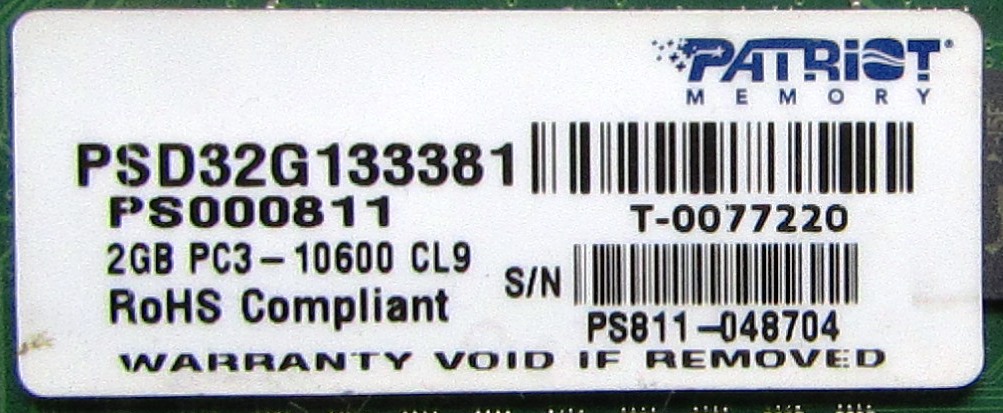 PATRIOT
MEMORY
PSD32G133381
PS000811
T-0077220
2GB PC3-10600 CL9
S/N
RoHS Compliant
PS811-048704
WARRANTY VOID IF REMOVED